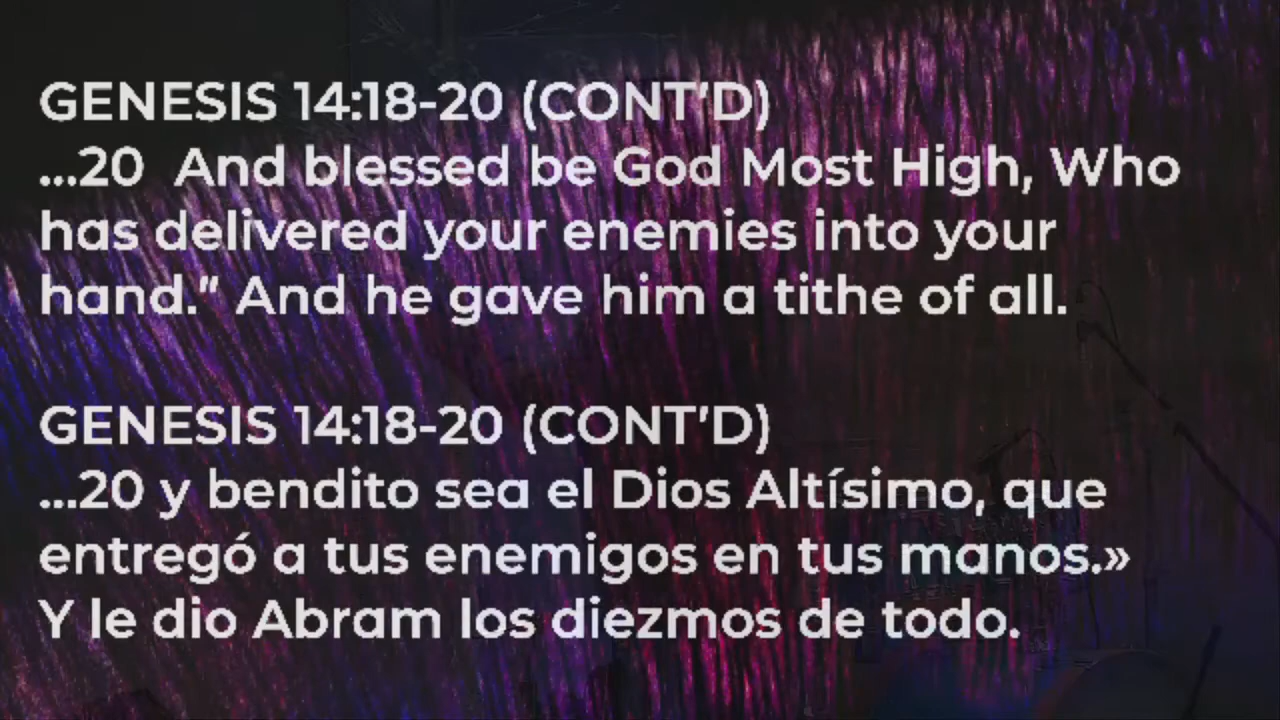 GENESIS 14:18-20 (CONT'D)
...20  And blessed be God Most High, Who
has delivered your enemies into your
hand." And he gave him a tithe of all.
GENESIS 14:18-20 (CONT'D)
...20 y bendito sea el Dios Altísimo, que
entregó a tus enemigos en tus manos.»
Y le dio Abram los diezmos de todo.